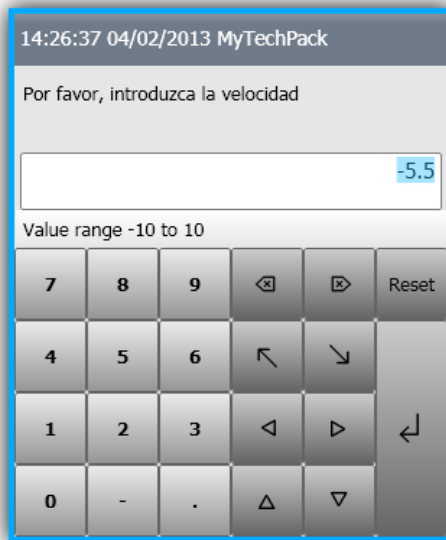 14:26:37 04/02/2013 MyTechPack
Por favor, introduzca la velocidad
-5.5
Value range -10 to 10
7 8 9 Reset
4 5 6
1 2 3
0 - .